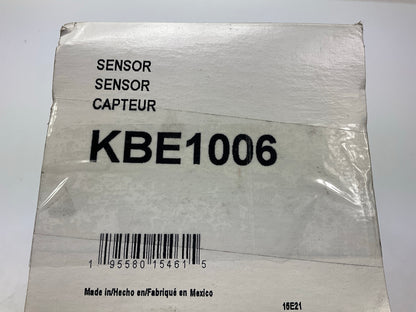 SENSOR
SENSOR
CAPTEUR
KBE1006
1 95580 15461 5
Made in/Hecho en/Fabriqué en Mexico
15E21